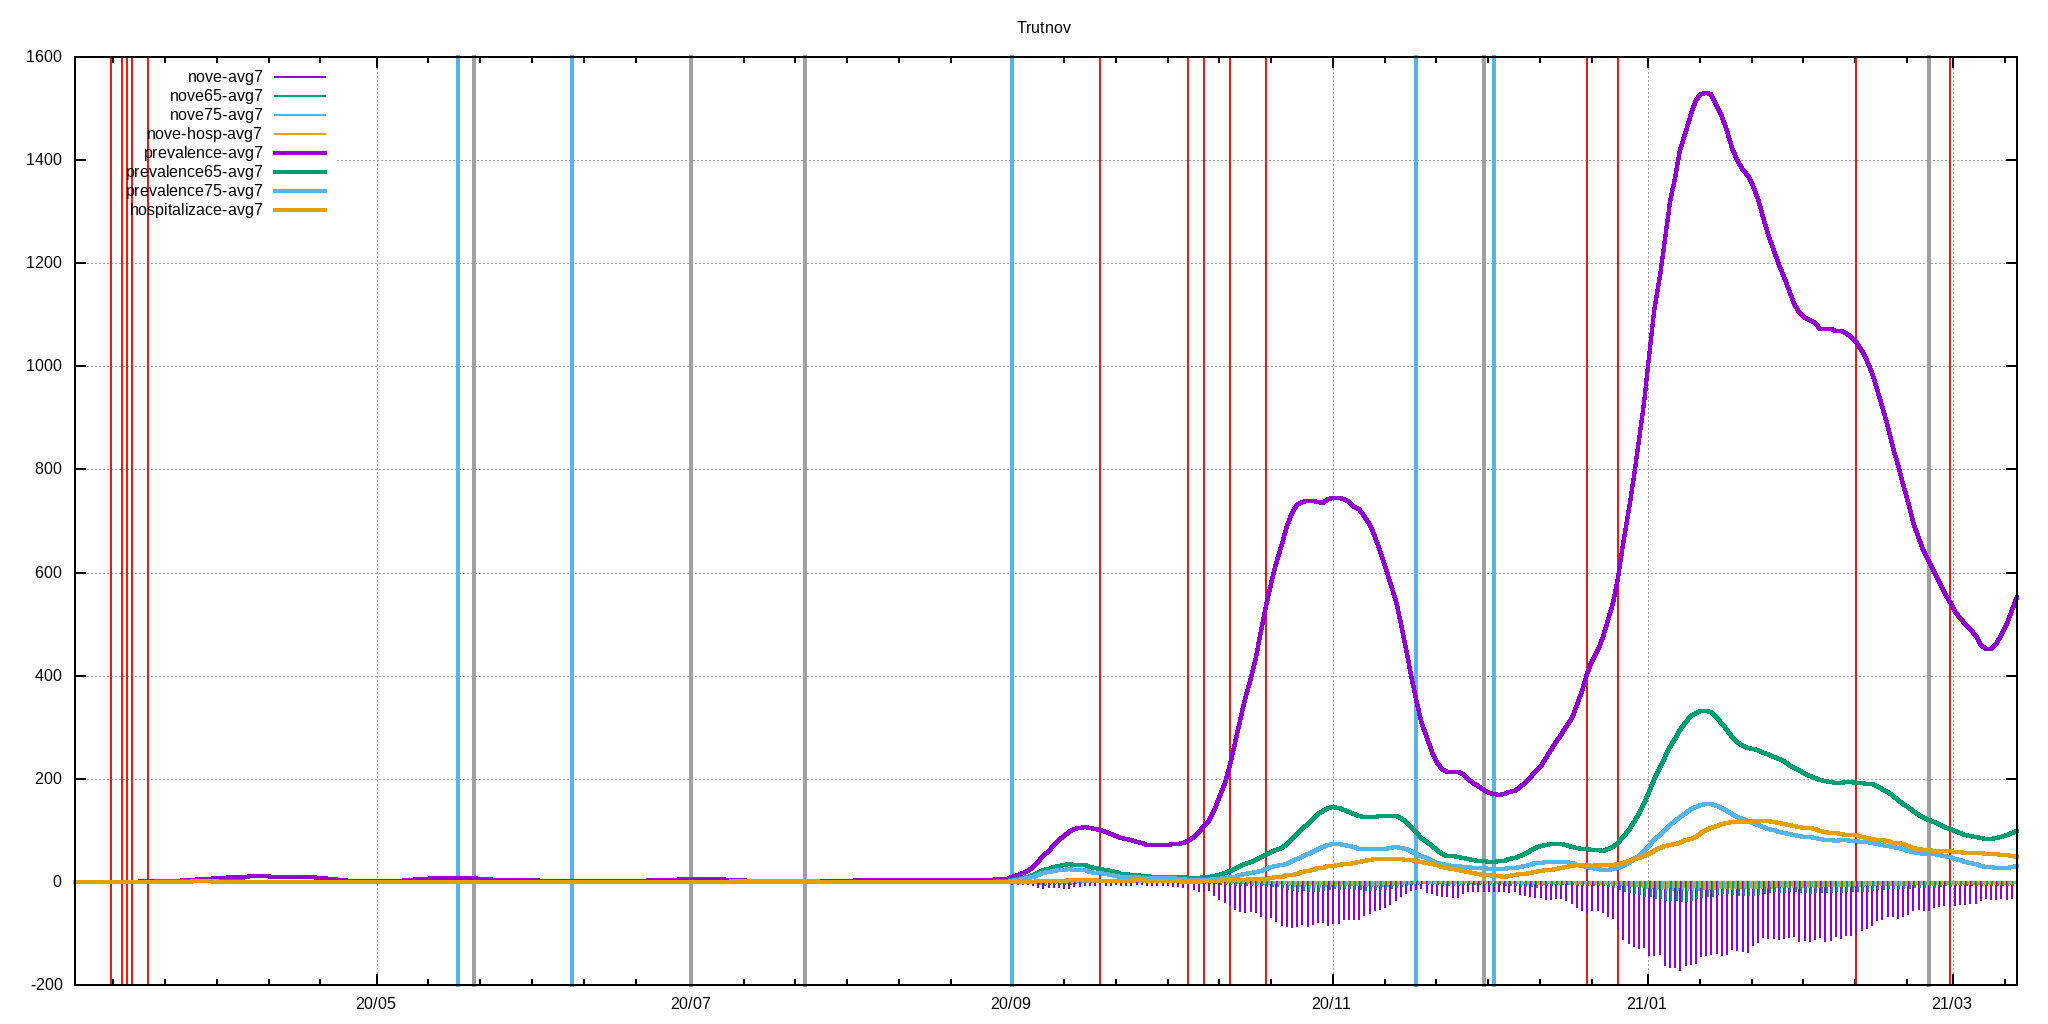 Trutnov
1600
1400
1200
1000
800
600
400
200
0
-200
nove-avg7
nove65-avg7
nove75-avg7
nove-hosp-avg7
prevalence-avg7
prevalence65-avg7
prevalence75-avg7
hospitalizace-avg7
20/05
20/07
20/09
20/11
21/01
21/03